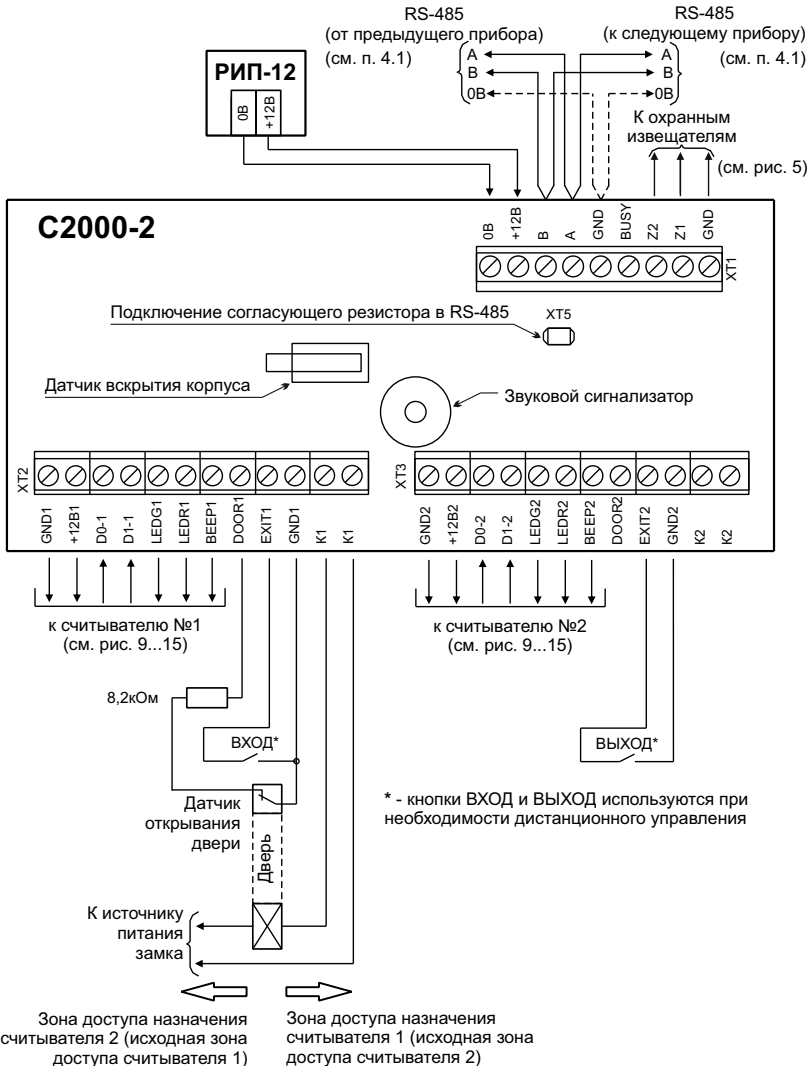 RS-485
(от предыдущего прибора)
(см. п. 4.1)
RS-485
(к следующему прибору)
(см. п. 4.1)
A
B
0В
A
B
0В
РИП-12
0В
+12В
К охранным
извещателям
(см. рис. 5)
С2000-2
0В
+12В
B
A
GND
BUSY
Z2
Z1
GND
XT1
Подключение согласующего резистора в RS-485
XT5
Датчик вскрытия корпуса
Звуковой сигнализатор
XT2
GND1
+12В1
D0-1
D1-1
LEDG1
LEDR1
BEEP1
DOOR1
EXIT1
GND1
К1
К1
XT3
GND2
+12В2
D0-2
D1-2
LEDG2
LEDR2
BEEP2
DOOR2
EXIT2
GND2
К2
К2
к считывателю №1
(см. рис. 9...15)
к считывателю №2
(см. рис. 9...15)
8,2кОм
ВХОД*
ВЫХОД*
Датчик
открывания
двери
Дверь
* - кнопки ВХОД и ВЫХОД используются при
необходимости дистанционного управления
К источнику
питания
замка
Зона доступа назначения
считывателя 2 (исходная зона
доступа считывателя 1)
Зона доступа назначения
считывателя 1 (исходная зона
доступа считывателя 2)